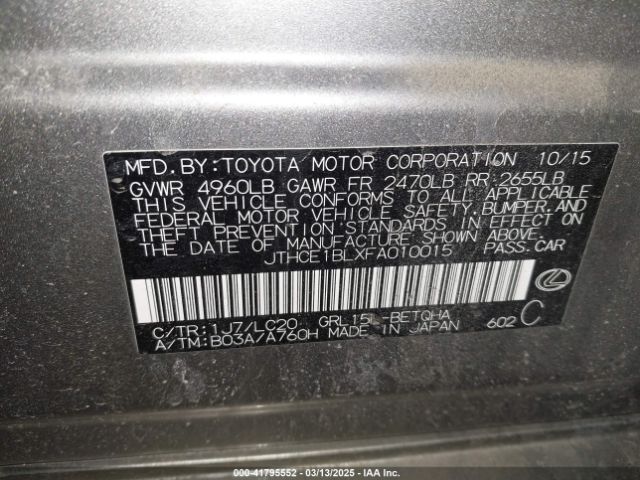 MFD. BY: TOYOTA MOTOR CORPORATION 10/15
GVWR 4960LB GAWR FR 2470LB RR 2655LB
THIS VEHICLE CONFORMS TO ALL APPLICABLE
FEDERAL MOTOR VEHICLE SAFETY, BUMPER, AND
THEFT PREVENTION STANDARDS IN EFFECT ON
THE DATE OF MANUFACTURE SHOWN ABOVE.
JTHCE1BLXFA010015 PASS. CAR
C/TR: 1J7/LC20 GRL15L-BETQHA
A/TM: B03A/A760H MADE IN JAPAN 602 C
000-41795552 | 03/13/2025 — IAA Inc.